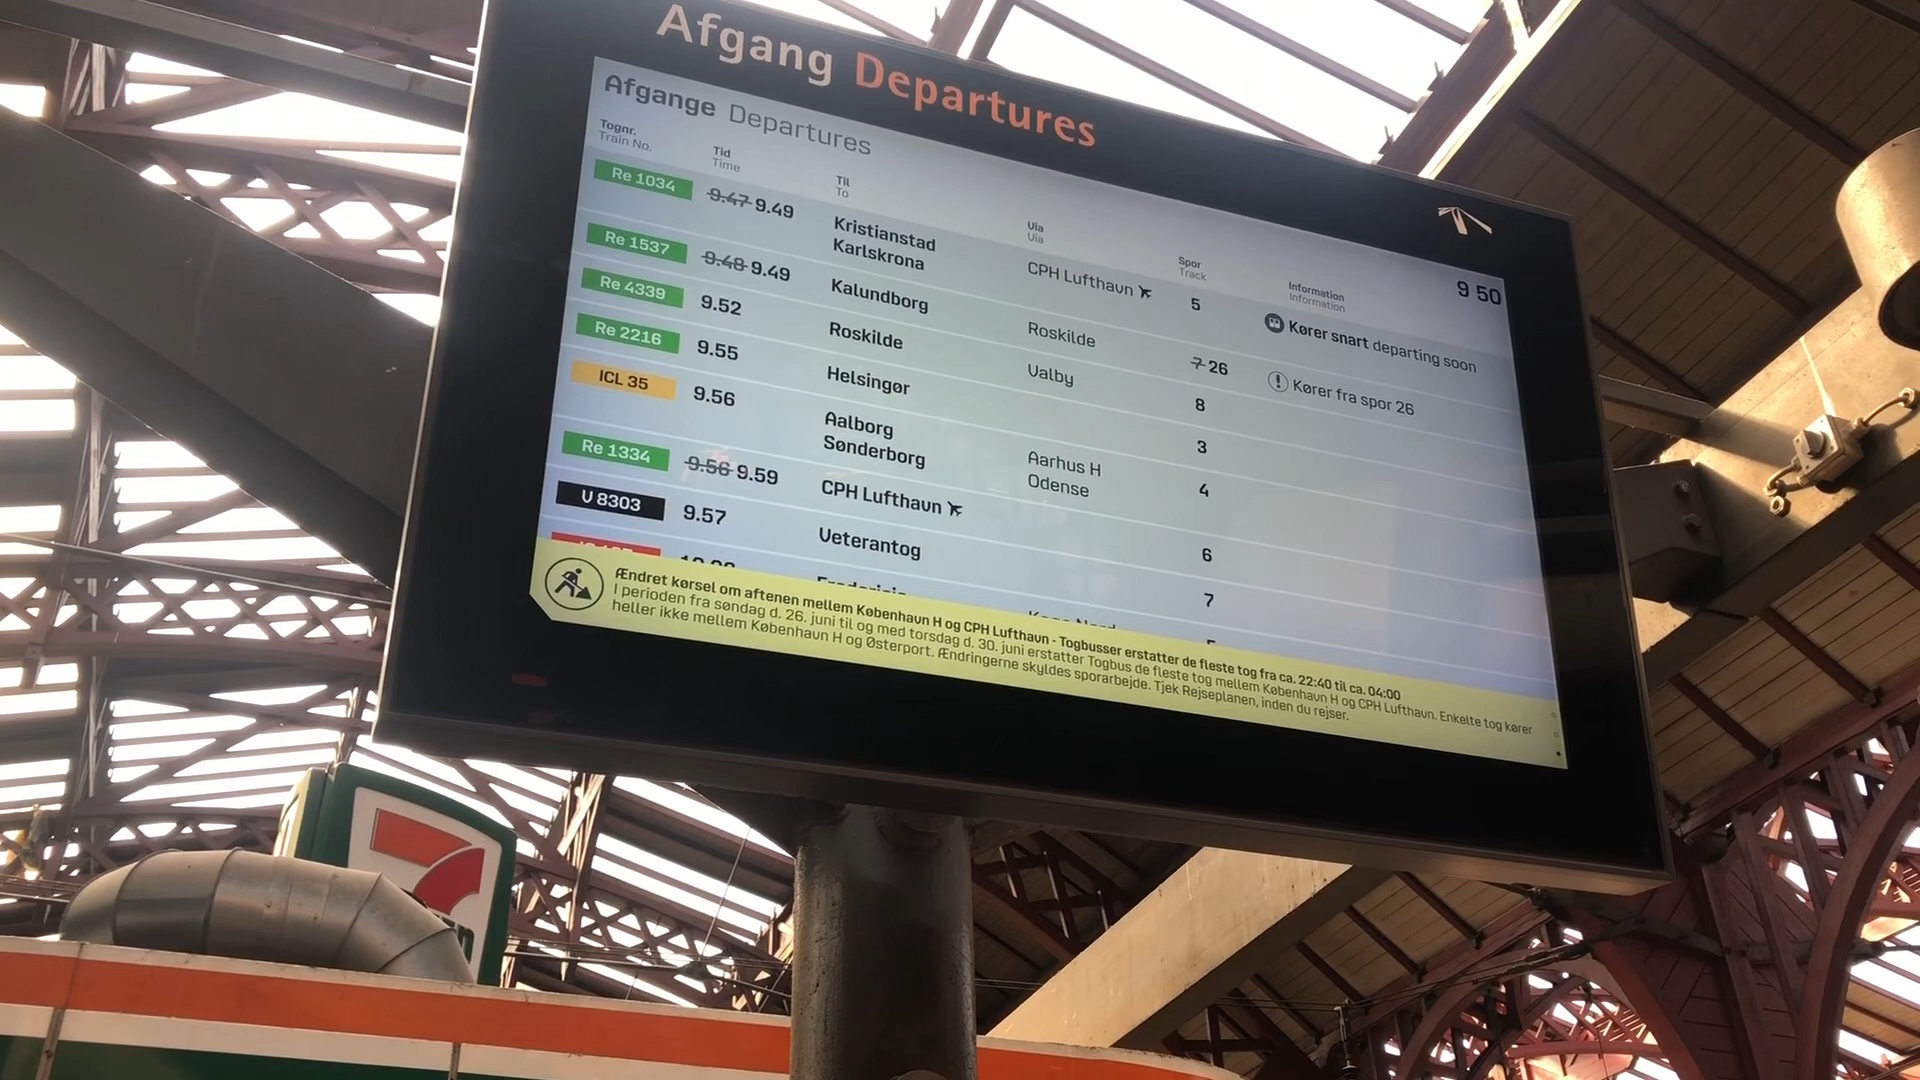 Afgang Departures
Afgange Departures
9 50
Tognr.
Train No.
Tid
Time
Til
To
Via
Via
Spor
Track
Information
Information
Re 1034 9.47 9.49 Kristianstad Karlskrona CPH Lufthavn 5 Kører snart departing soon
Re 1537 9.48 9.49 Kalundborg Roskilde 7 26 Kører fra spor 26
Re 4339 9.52 Roskilde Valby 8
Re 2216 9.55 Helsingør 3
ICL 35 9.56 Aalborg Sønderborg Aarhus H Odense 4
Re 1334 9.56 9.59 CPH Lufthavn 6
V 8303 9.57 Veterantog 7
Ændret kørsel om aftenen mellem København H og CPH Lufthavn - Togbusser erstatter de fleste tog fra ca. 22:40 til ca. 04:00
I perioden fra søndag d. 26. juni til og med torsdag d. 30. juni erstatter Togbus de fleste tog mellem København H og CPH Lufthavn. Enkelte tog kører
heller ikke mellem København H og Østerport. Ændringerne skyldes sporarbejde. Tjek Rejseplanen, inden du rejser.
7